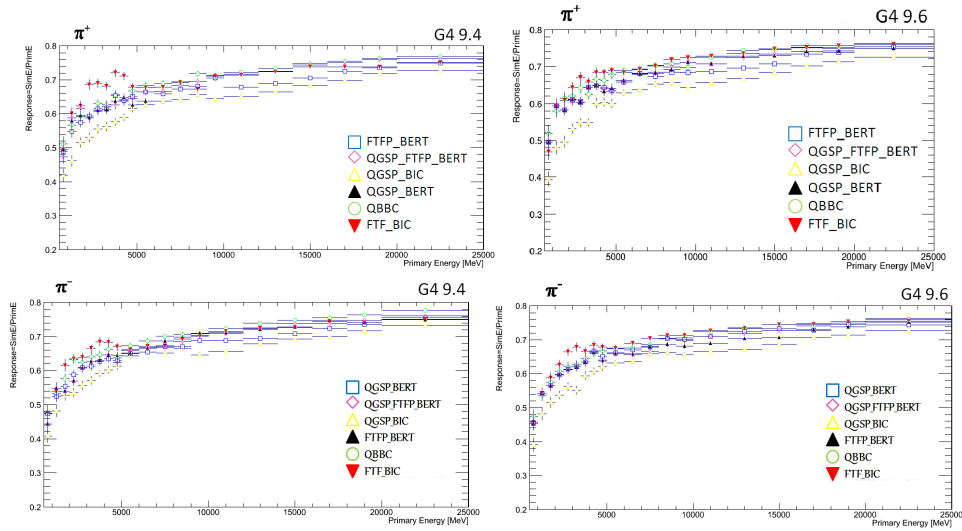 π+
G4 9.4
Response=SimE/PrimE
0.8
0.7
0.6
0.5
0.4
0.3
0.2
FTFP_BERT
QGSP_FTFP_BERT
QGSP_BIC
QGSP_BERT
QBBC
FTF_BIC
5000 10000 15000 20000 25000
Primary Energy [MeV]
π+
G4 9.6
Response=SimE/PrimE
0.8
0.7
0.6
0.5
0.4
0.3
0.2
FTFP_BERT
QGSP_FTFP_BERT
QGSP_BIC
QGSP_BERT
QBBC
FTF_BIC
5000 10000 15000 20000 25000
Primary Energy [MeV]
π-
G4 9.4
Response=SimE/PrimE
0.8
0.7
0.6
0.5
0.4
0.3
0.2
QGSP_BERT
QGSP_FTFP_BERT
QGSP_BIC
FTFP_BERT
QBBC
FTF_BIC
5000 10000 15000 20000 25000
Primary Energy [MeV]
π-
G4 9.6
Response=SimE/PrimE
0.8
0.7
0.6
0.5
0.4
0.3
0.2
QGSP_BERT
QGSP_FTFP_BERT
QGSP_BIC
FTFP_BERT
QBBC
FTF_BIC
5000 10000 15000 20000 25000
Primary Energy [MeV]